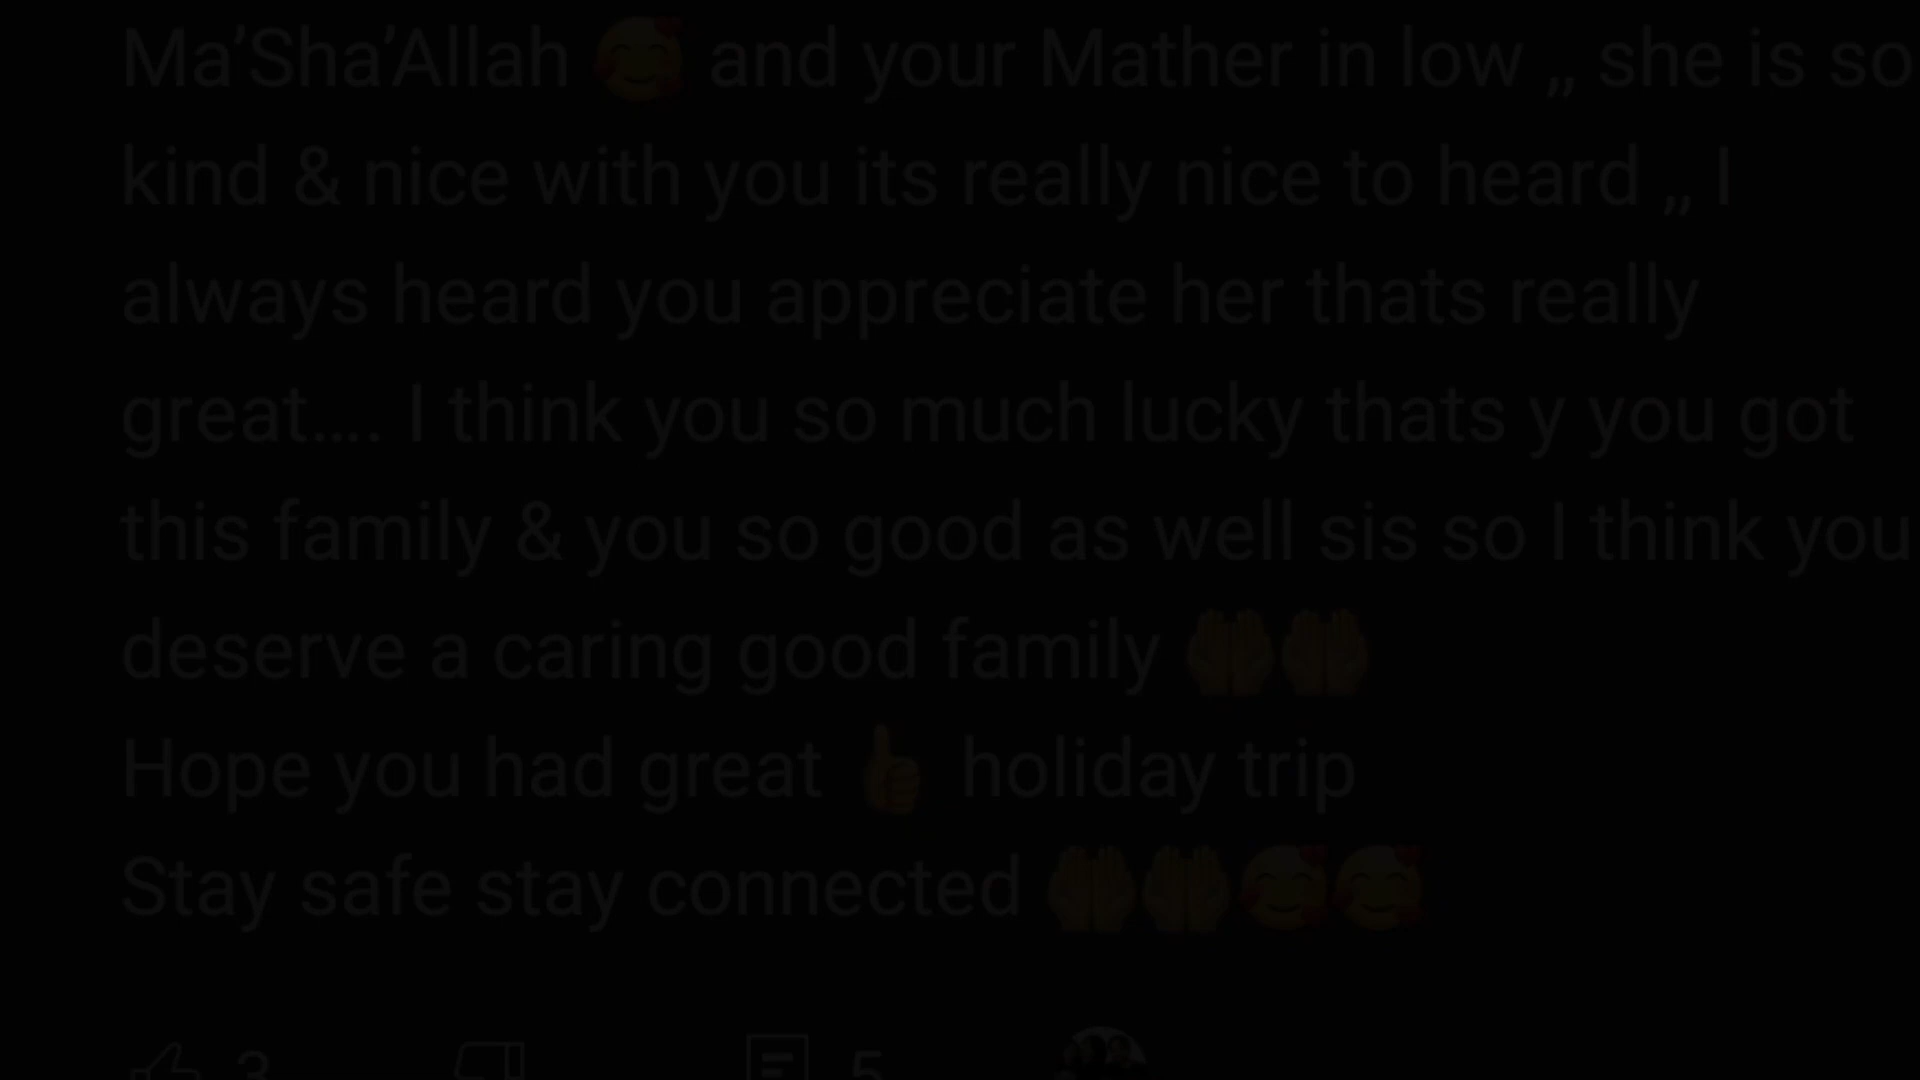 Ma’Sha’Allah 🥰 and your Mather in low ,, she is so
kind & nice with you its really nice to heard ,, I
always heard you appreciate her thats really
great.... I think you so much lucky thats y you got
this family & you so good as well sis so I think you
deserve a caring good family 🤲🤲
Hope you had great 👍 holiday trip
Stay safe stay connected 🤲🤲🥰🥰
3 5